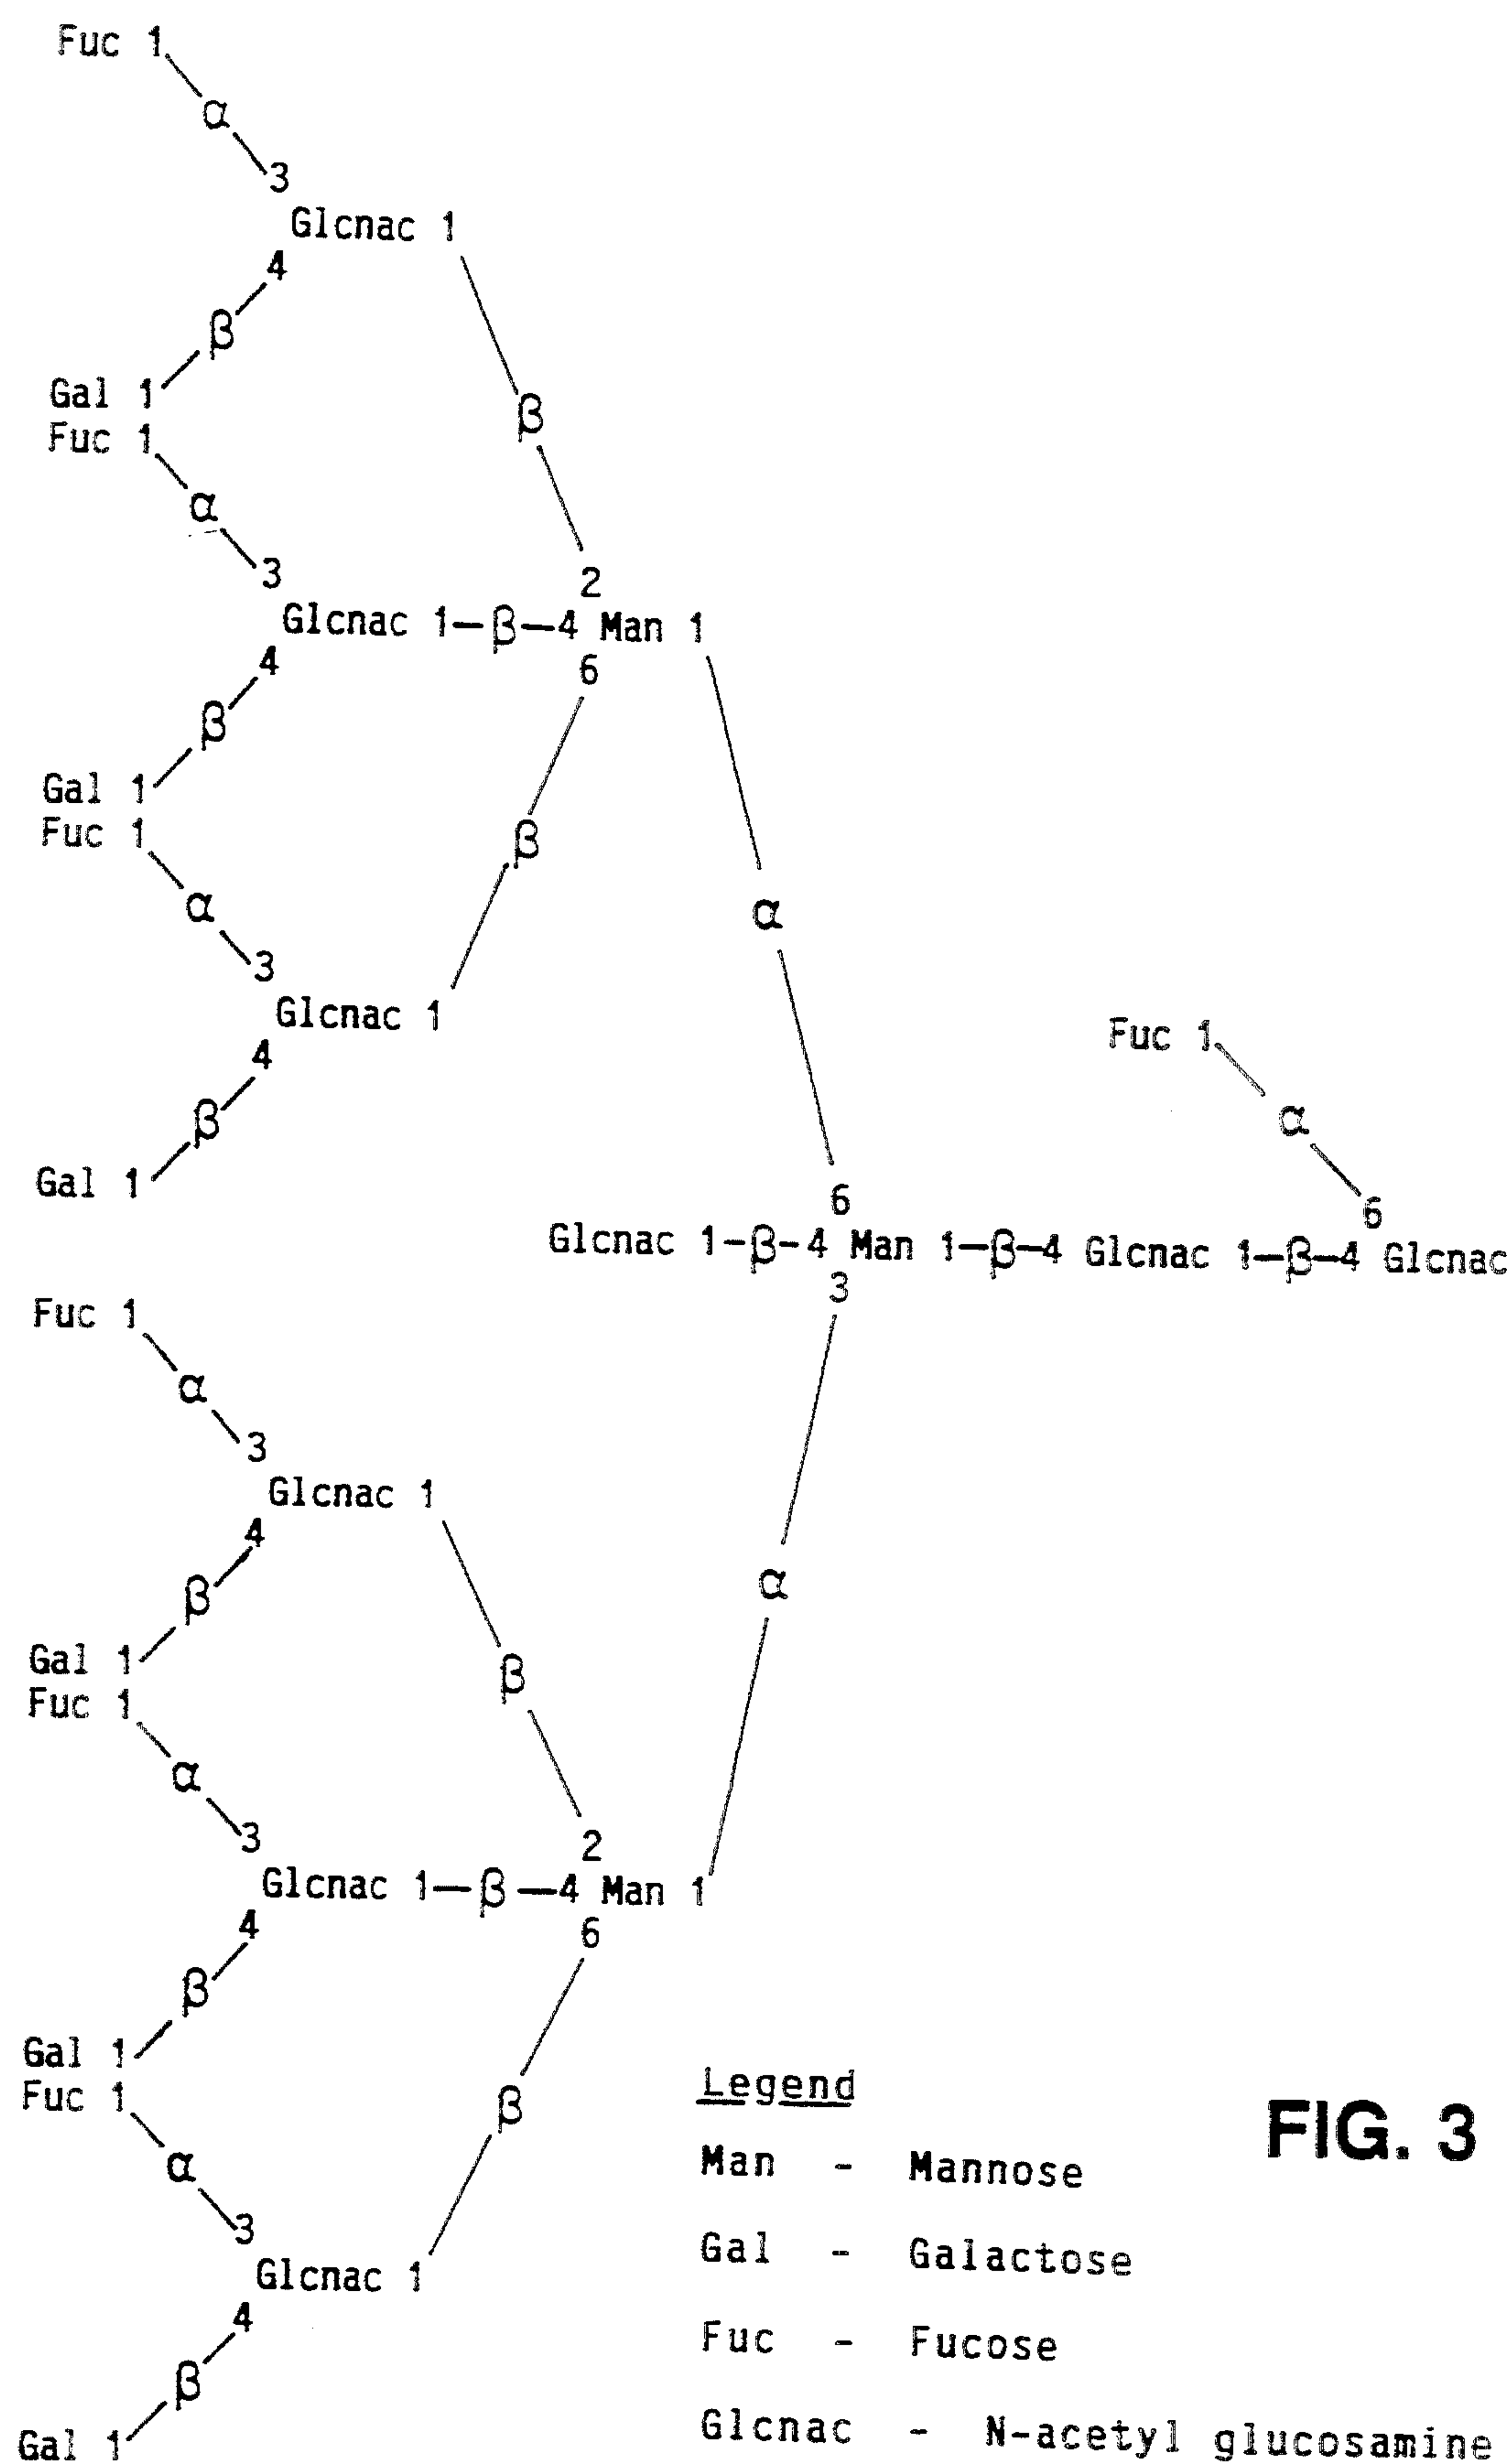 Fuc 1
α
3
Glcnac 1
4
β
β
Gal 1
Fuc 1
α
3
2
Glcnac 1-β-4 Man 1
4
6
β
Gal 1
Fuc 1
β
α
α
3
Glcnac 1
Fuc 1
4
β
α
Gal 1
6
6
Glcnac 1-β-4 Man 1-β-4 Glcnac 1-β-4 Glcnac
3
Fuc 1
α
3
Glcnac 1
4
α
β
Gal 1
β
Fuc 1
α
3
2
Glcnac 1-β-4 Man 1
4
6
β
Gal 1
Fuc 1
β
α
3
Glcnac 1
4
β
Gal 1
Legend
Man - Mannose
Gal - Galactose
Fuc - Fucose
Glcnac - N-acetyl glucosamine
FIG. 3